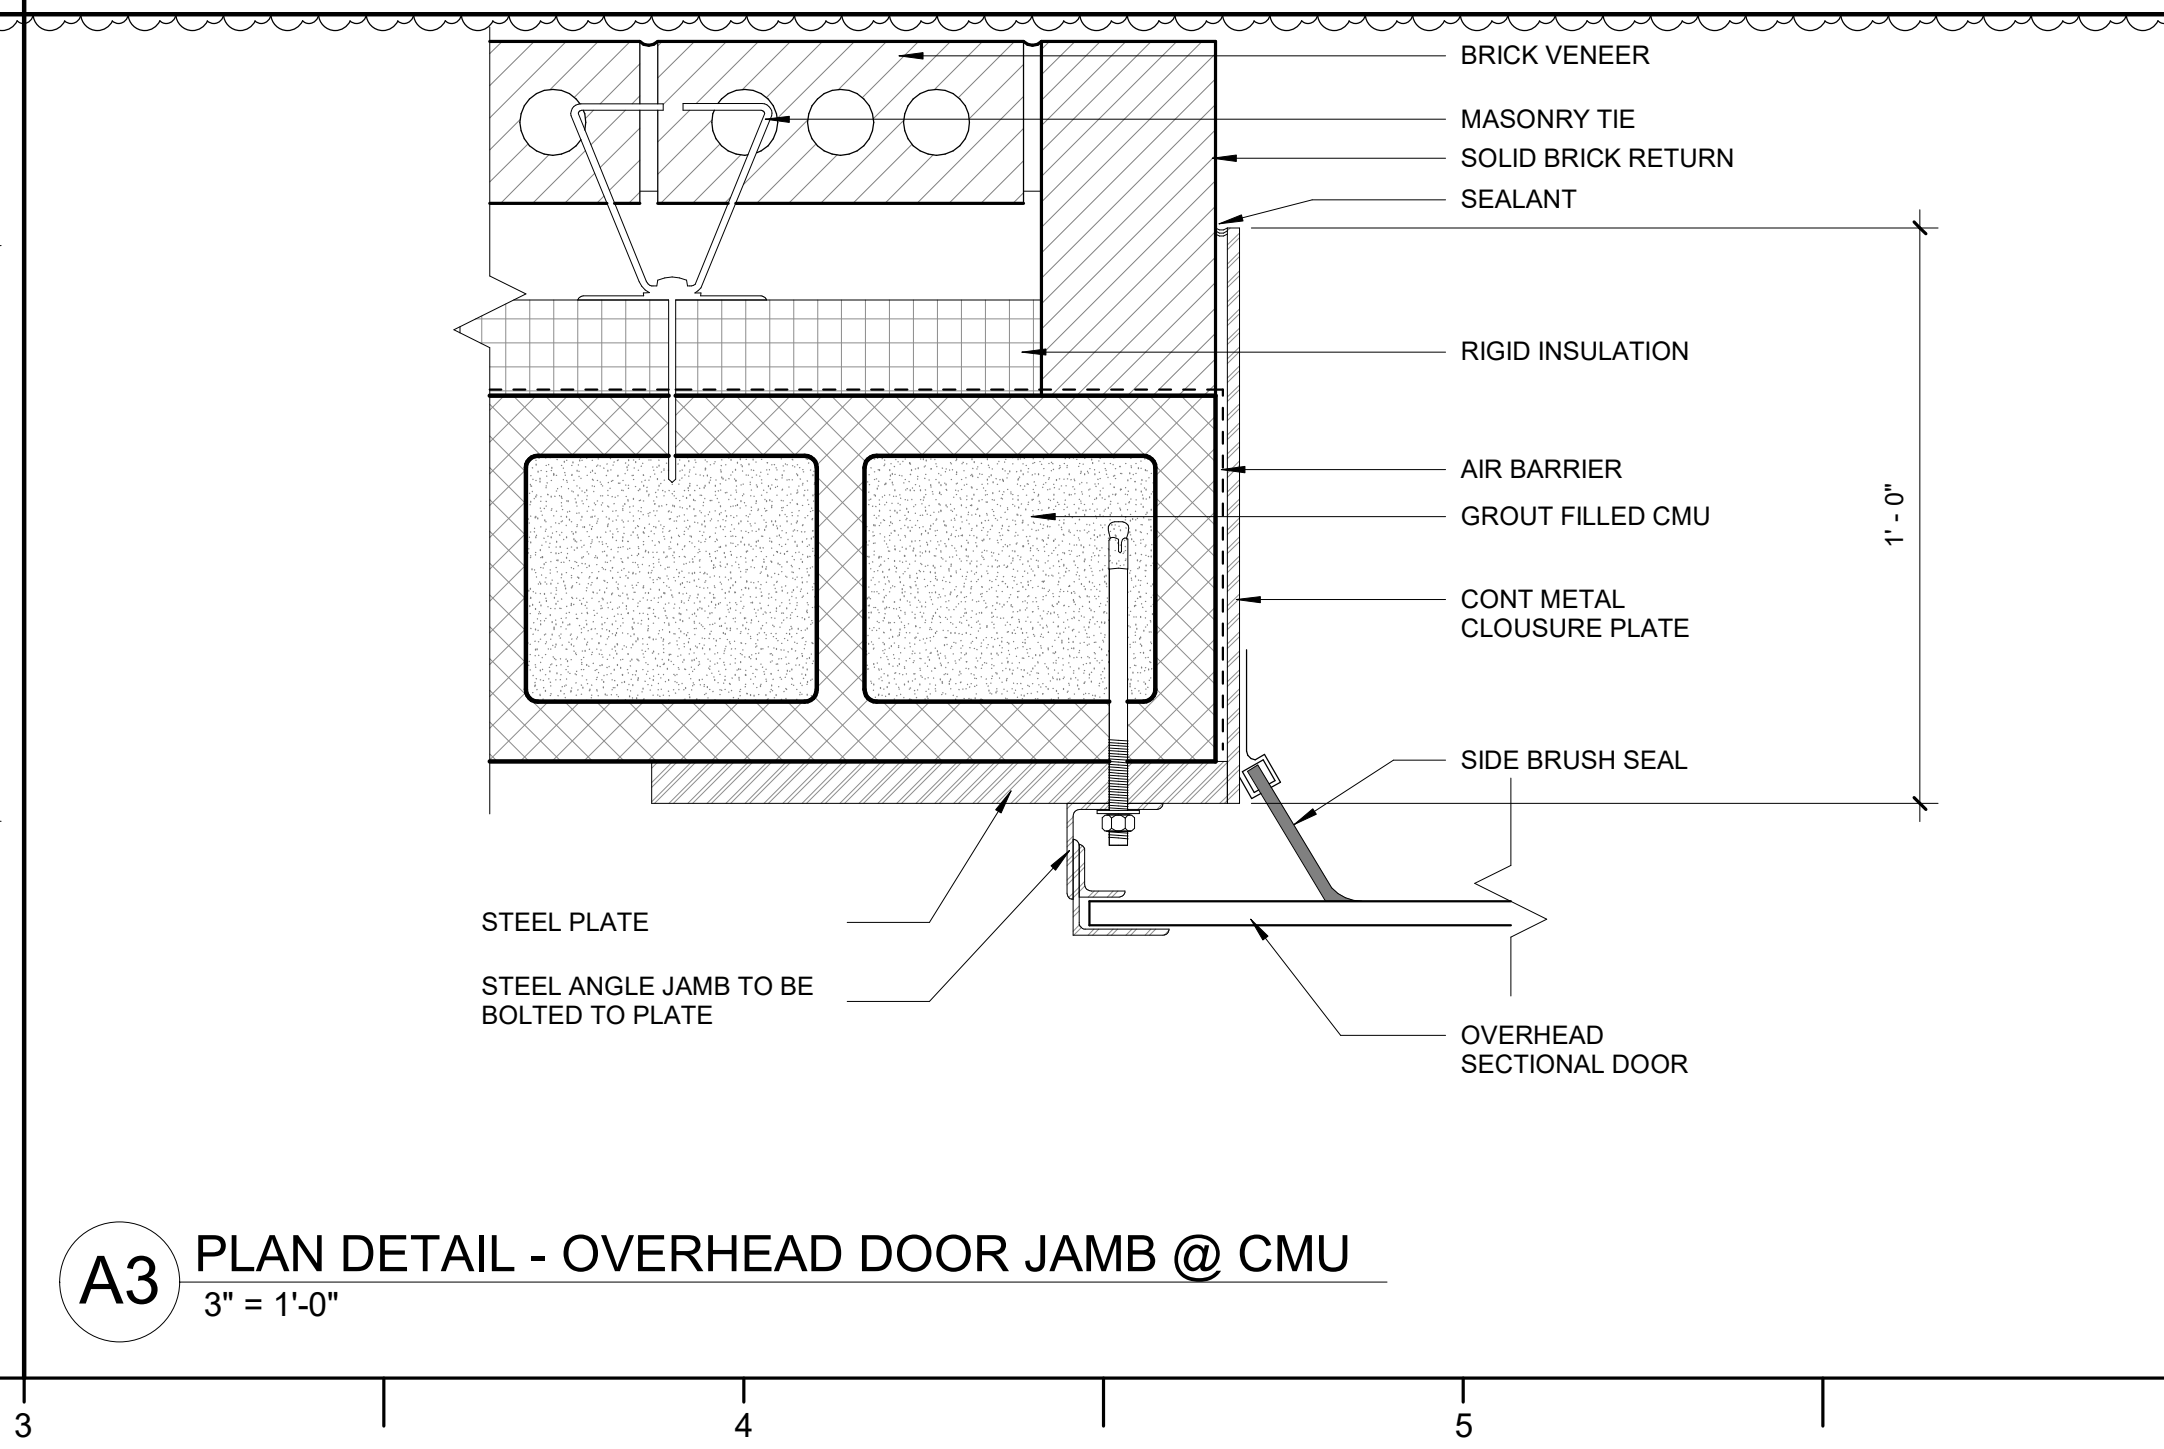 BRICK VENEER
MASONRY TIE
SOLID BRICK RETURN
SEALANT
RIGID INSULATION
AIR BARRIER
GROUT FILLED CMU
1' - 0"
CONT METAL
CLOUSURE PLATE
SIDE BRUSH SEAL
STEEL PLATE
STEEL ANGLE JAMB TO BE
BOLTED TO PLATE
OVERHEAD
SECTIONAL DOOR
A3
PLAN DETAIL - OVERHEAD DOOR JAMB @ CMU
3" = 1'-0"
3
4
5